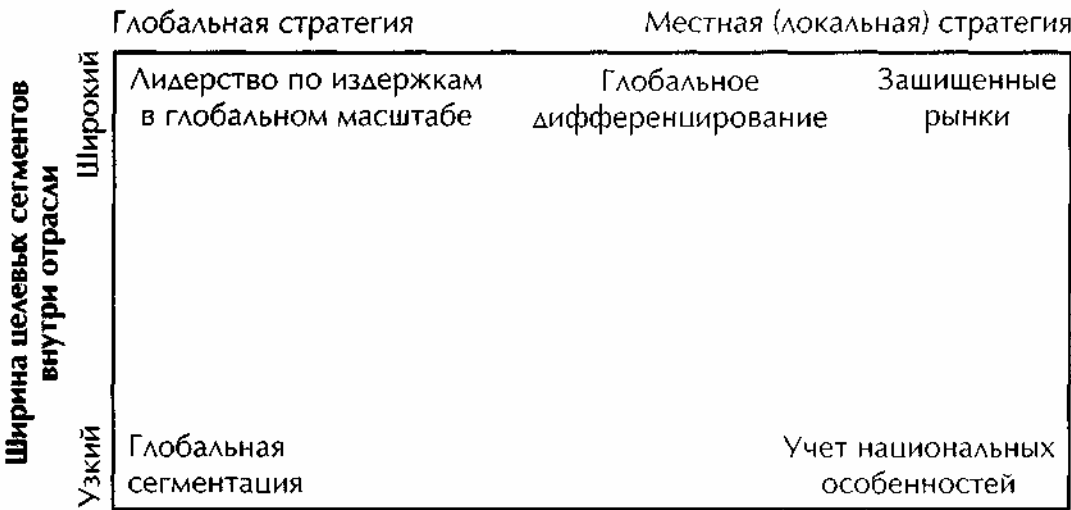 Глобальная стратегия Местная (локальная) стратегия
Ширина целевых сегментов
внутри отрасли
Широкий
Лидерство по издержкам Глобальное Защищенные
в глобальном масштабе дифференцирование рынки
Узкий
Глобальная Учет национальных
сегментация особенностей